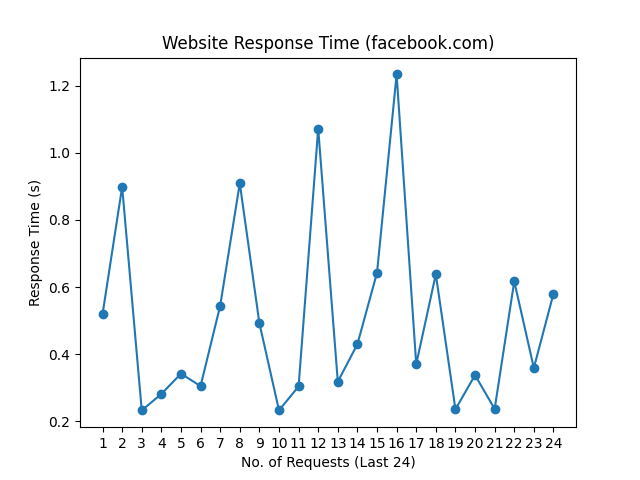 Website Response Time (facebook.com)
Response Time (s)
1.2
1.0
0.8
0.6
0.4
0.2
1 2 3 4 5 6 7 8 9 10 11 12 13 14 15 16 17 18 19 20 21 22 23 24
No. of Requests (Last 24)